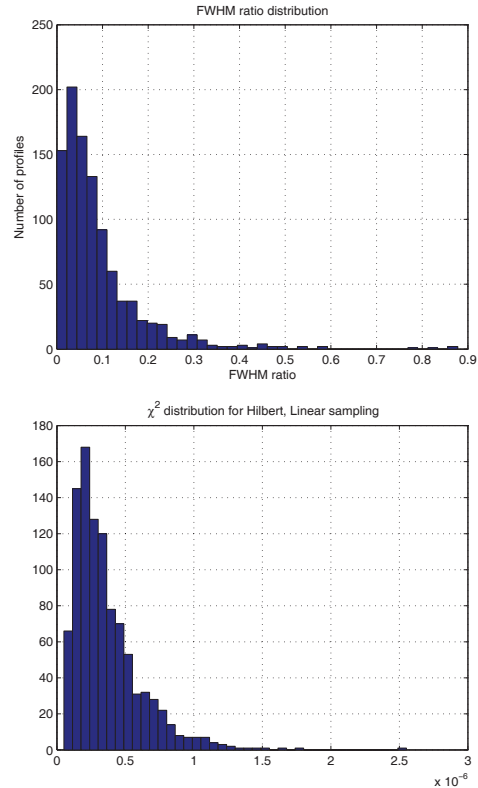 FWHM ratio distribution
250
200
150
100
50
0
Number of profiles
0 0.1 0.2 0.3 0.4 0.5 0.6 0.7 0.8 0.9
FWHM ratio
χ² distribution for Hilbert, Linear sampling
180
160
140
120
100
80
60
40
20
0
0 0.5 1 1.5 2 2.5 3
x 10⁻⁶